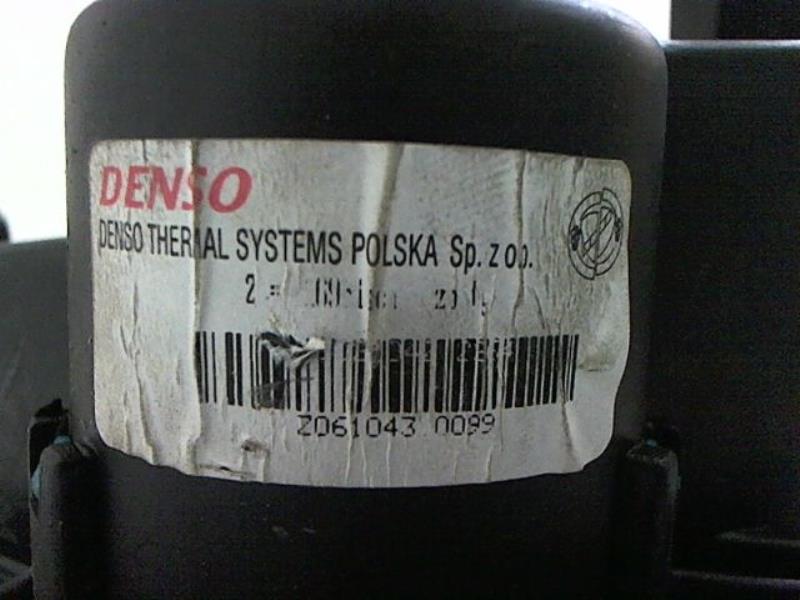 DENSO
DENSO THERMAL SYSTEMS POLSKA Sp. z o.o.
Z061043 0099